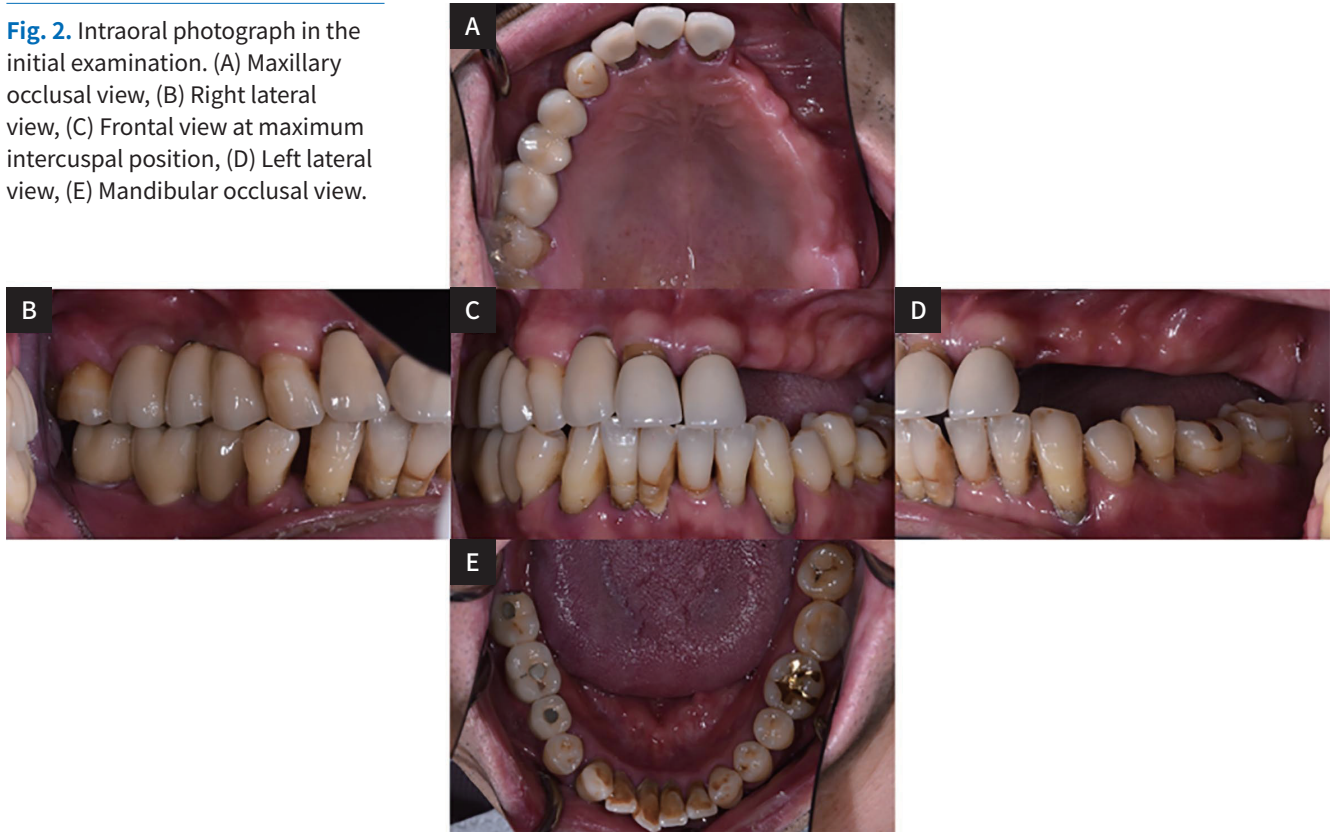 Fig. 2. Intraoral photograph in the
initial examination. (A) Maxillary
occlusal view, (B) Right lateral
view, (C) Frontal view at maximum
intercuspal position, (D) Left lateral
view, (E) Mandibular occlusal view.
A
B
C
D
E